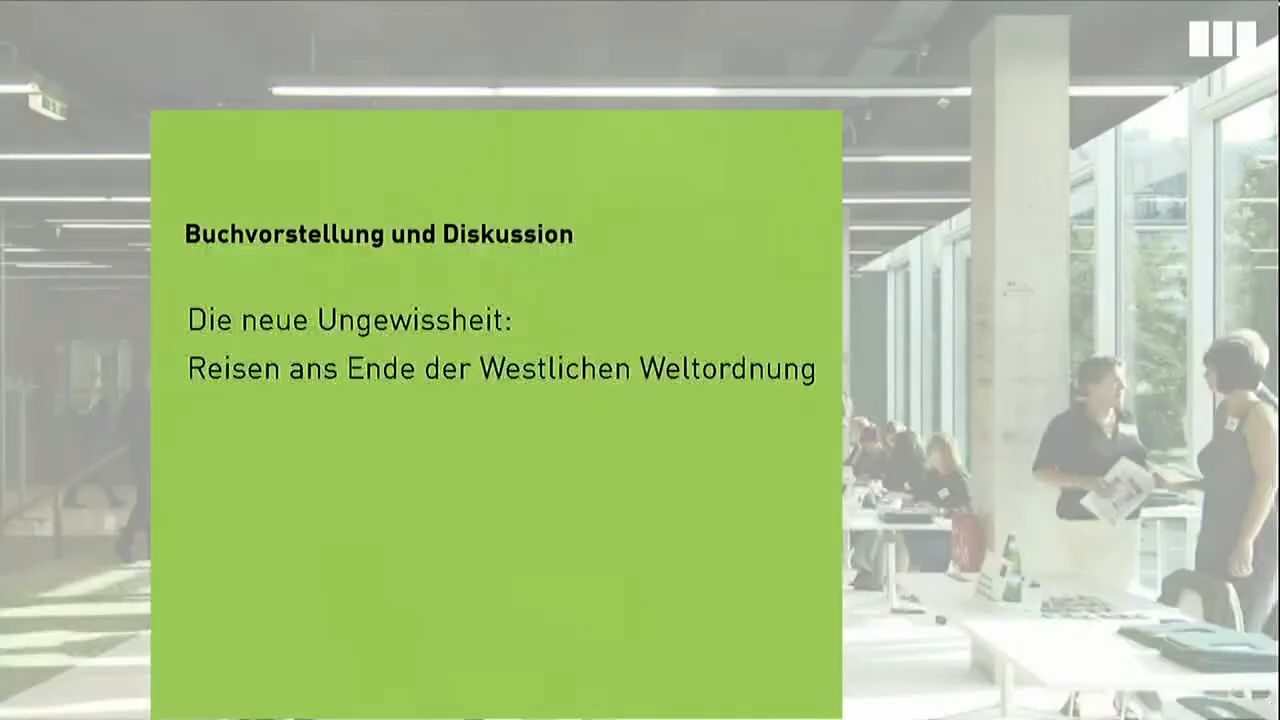 Buchvorstellung und Diskussion
Die neue Ungewissheit:
Reisen ans Ende der Westlichen Weltordnung